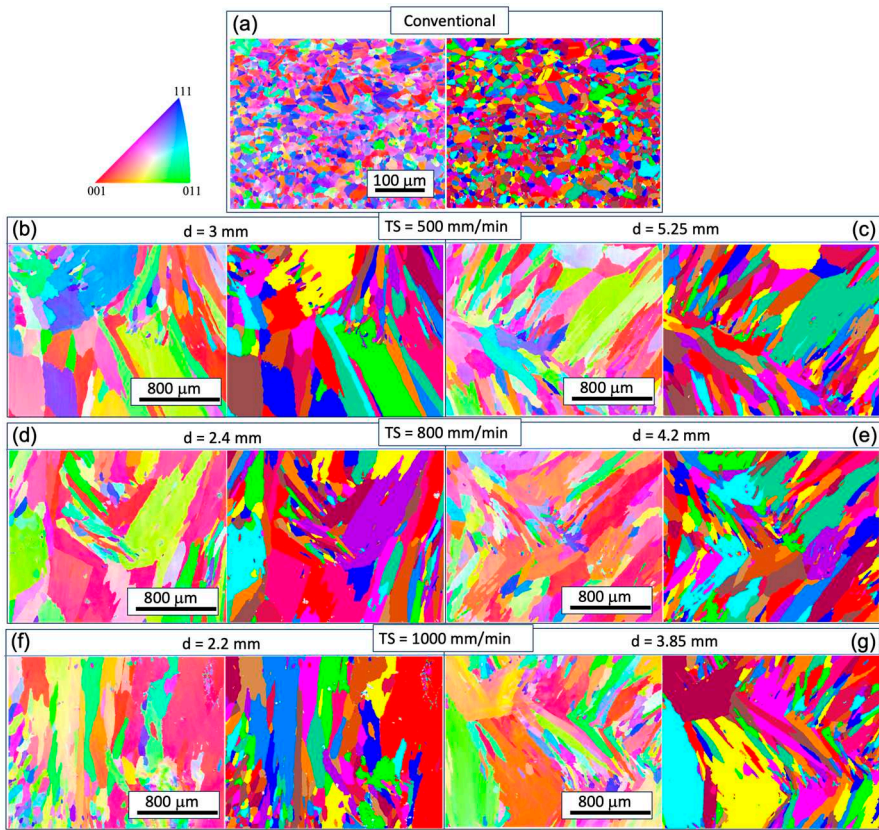 (a) Conventional
111
001 011
100 μm
(b) d = 3 mm TS = 500 mm/min d = 5.25 mm (c)
800 μm 800 μm
(d) d = 2.4 mm TS = 800 mm/min d = 4.2 mm (e)
800 μm 800 μm
(f) d = 2.2 mm TS = 1000 mm/min d = 3.85 mm (g)
800 μm 800 μm